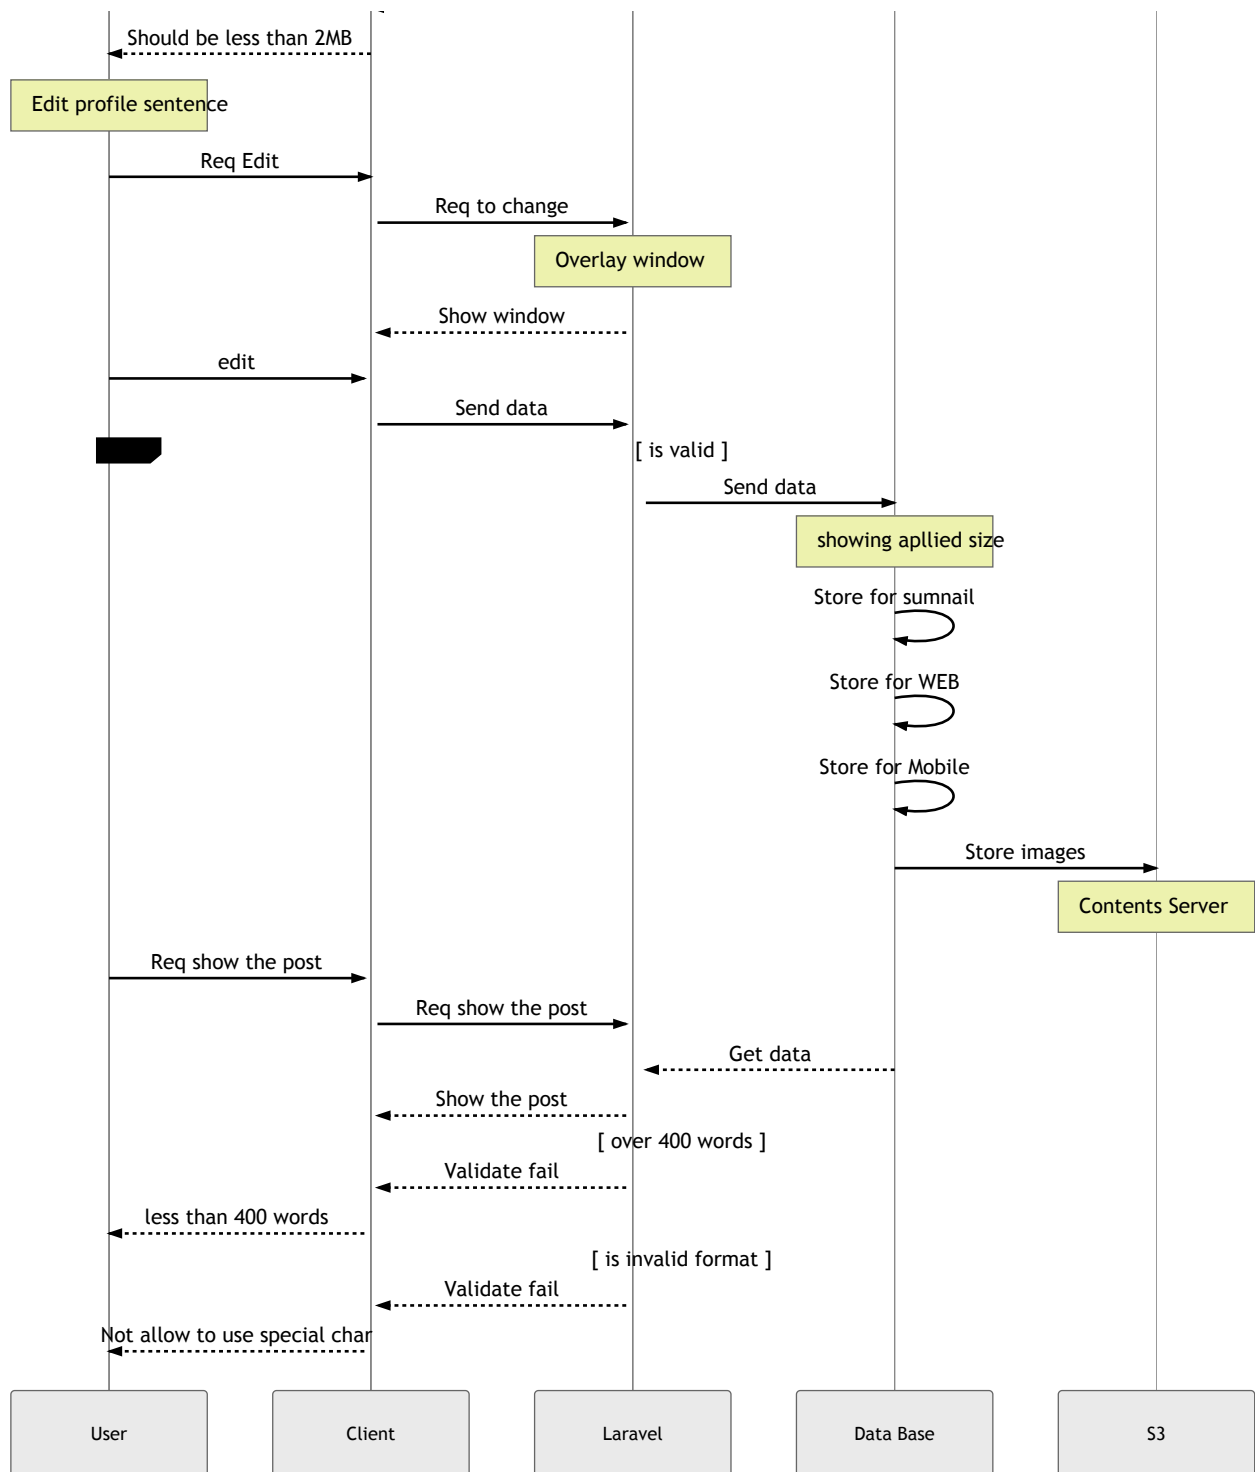 Should be less than 2MB
Edit profile sentence
Req Edit
Req to change
Overlay window
Show window
edit
Send data
[ is valid ]
Send data
showing apllied size
Store for sumnail
Store for WEB
Store for Mobile
Store images
Contents Server
Req show the post
Req show the post
Get data
Show the post
[ over 400 words ]
Validate fail
less than 400 words
[ is invalid format ]
Validate fail
Not allow to use special char
User
Client
Laravel
Data Base
S3